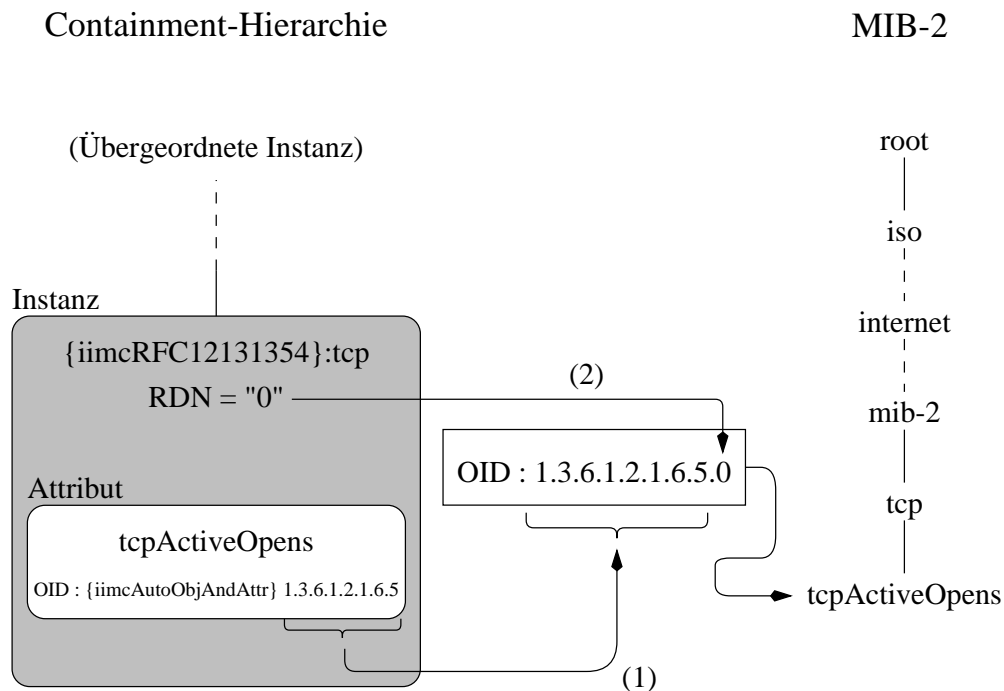 Containment-Hierarchie
MIB-2
(Übergeordnete Instanz)
root
iso
Instanz
internet
{iimcRFC12131354}:tcp
(2)
RDN = "0"
mib-2
OID : 1.3.6.1.2.1.6.5.0
Attribut
tcp
tcpActiveOpens
OID : {iimcAutoObjAndAttr} 1.3.6.1.2.1.6.5
tcpActiveOpens
(1)